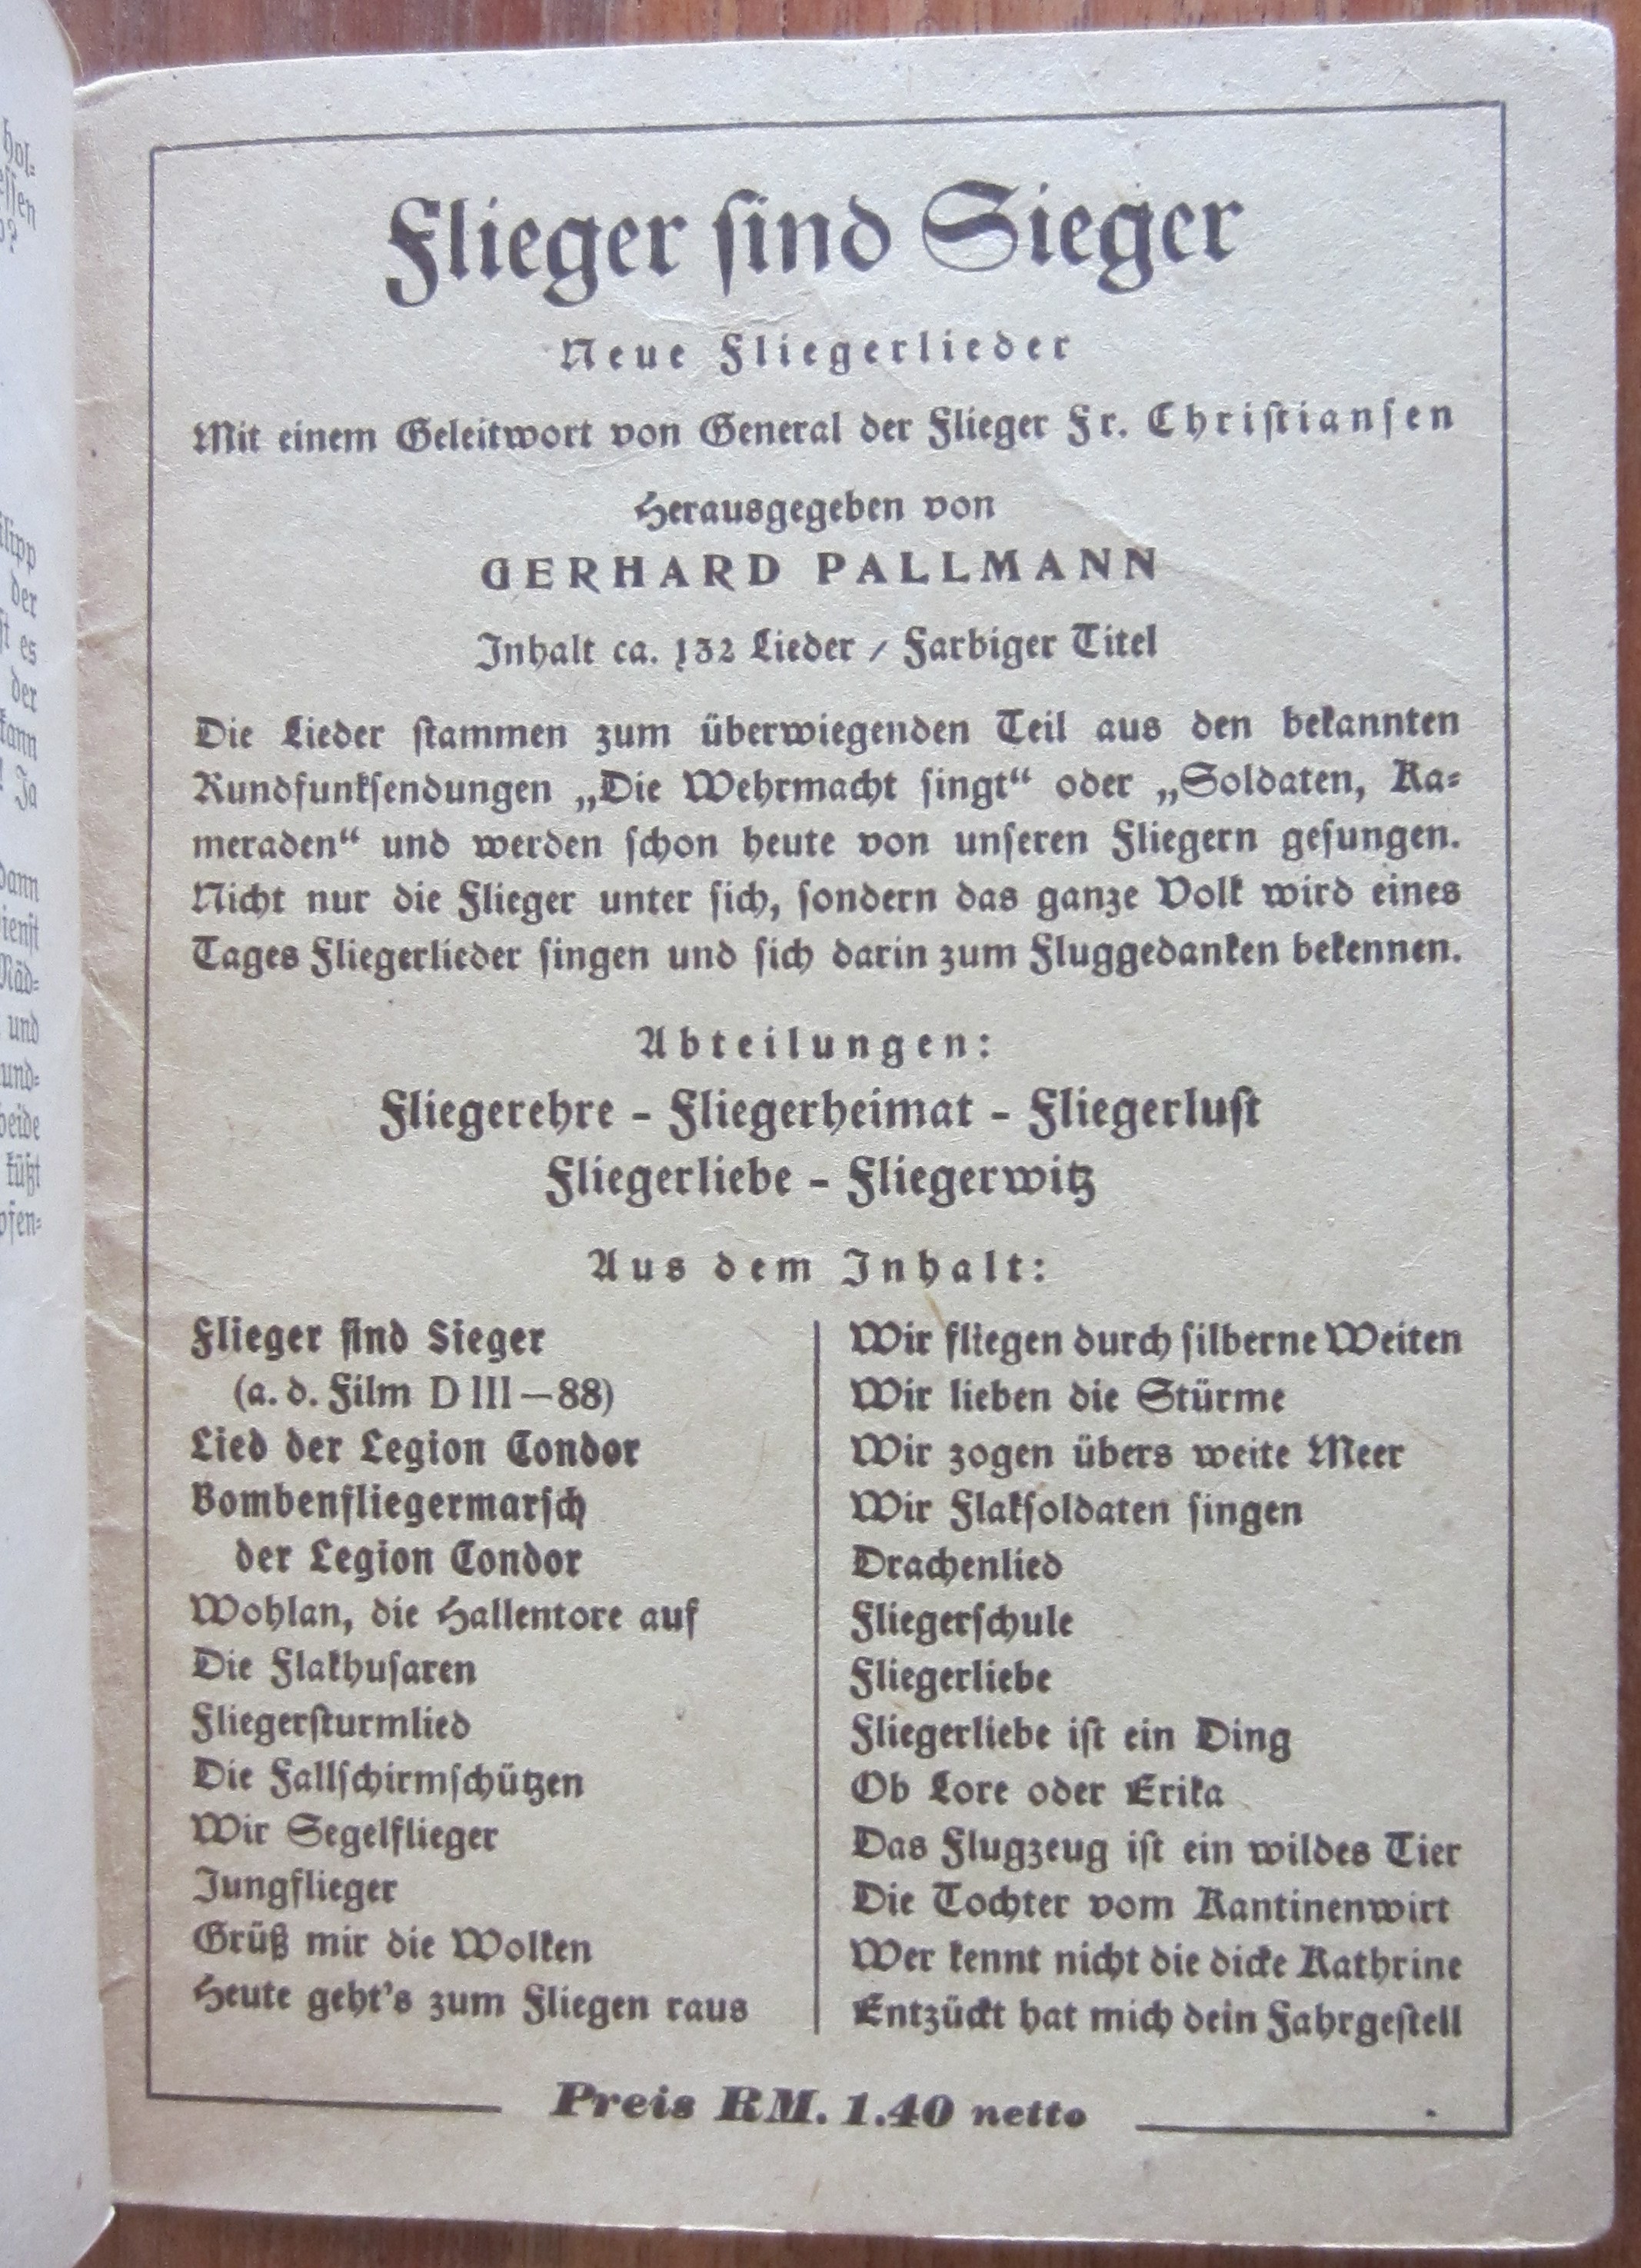 Flieger sind Sieger
Neue Fliegerlieder
Mit einem Geleitwort von General der Flieger Fr. Christiansen
Herausgegeben von
GERHARD PALLMANN
Inhalt ca. 132 Lieder / Farbiger Titel
Die Lieder stammen zum überwiegenden Teil aus den bekannten
Rundfunksendungen „Die Wehrmacht singt“ oder „Soldaten, Ka-
meraden“ und werden schon heute von unseren Fliegern gesungen.
Nicht nur die Flieger unter sich, sondern das ganze Volk wird eines
Tages Fliegerlieder singen und sich darin zum Fluggedanken bekennen.
Abteilungen:
Fliegerehre - Fliegerheimat - Fliegerlust
Fliegerliebe - Fliegerwitz
Aus dem Inhalt:
Flieger sind Sieger
(a. d. Film D III—88)
Lied der Legion Condor
Bombenfliegermarsch
der Legion Condor
Wohlan, die Hallentore auf
Die Flakhusaren
Fliegersturmlied
Die Fallschirmschützen
Wir Segelflieger
Jungflieger
Grüß mir die Wolken
Heute geht's zum Fliegen raus
Wir fliegen durch silberne Weiten
Wir lieben die Stürme
Wir zogen übers weite Meer
Wir Flaksoldaten singen
Drachenlied
Fliegerschule
Fliegerliebe
Fliegerliebe ist ein Ding
Ob Lore oder Erika
Das Flugzeug ist ein wildes Tier
Die Tochter vom Kantinenwirt
Wer kennt nicht die dicke Kathrine
Entzückt hat mich dein Fahrgestell
Preis RM. 1.40 netto